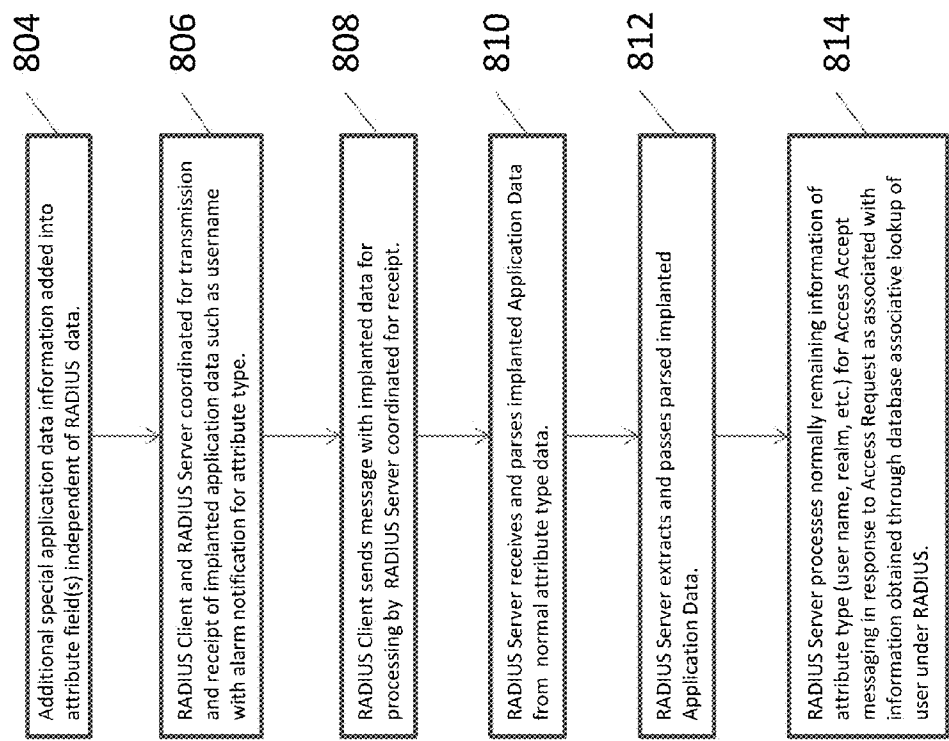 804
Additional special application data information added into
attribute field(s) independent of RADIUS data.
806
RADIUS Client and RADIUS Server coordinated for transmission
and receipt of implanted application data such as username
with alarm notification for attribute type.
808
RADIUS Client sends message with implanted data for
processing by RADIUS Server coordinated for receipt.
810
RADIUS Server receives and parses implanted Application Data
from normal attribute type data.
812
RADIUS Server extracts and passes parsed implanted
Application Data.
814
RADIUS Server processes normally remaining information of
attribute type (user name, realm, etc.) for Access Accept
messaging in response to Access Request as associated with
information obtained through database associative lookup of
user under RADIUS.